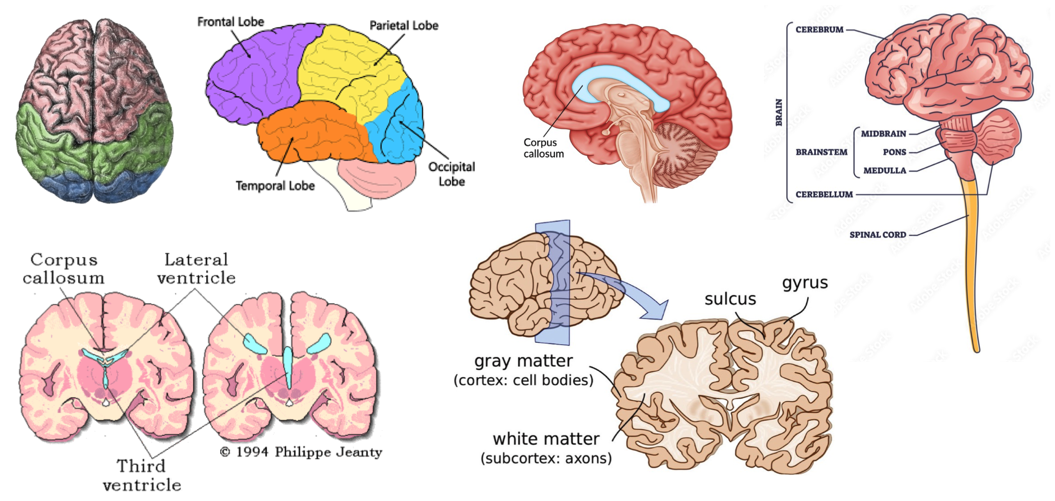 Frontal Lobe
Parietal Lobe
Temporal Lobe
Occipital
Lobe
Corpus
callosum
BRAIN
CEREBRUM
BRAINSTEM
MIDBRAIN
PONS
MEDULLA
CEREBELLUM
SPINAL CORD
Corpus
callosum
Lateral
ventricle
Third
ventricle
© 1994 Philippe Jeanty
sulcus
gyrus
gray matter
(cortex: cell bodies)
white matter
(subcortex: axons)